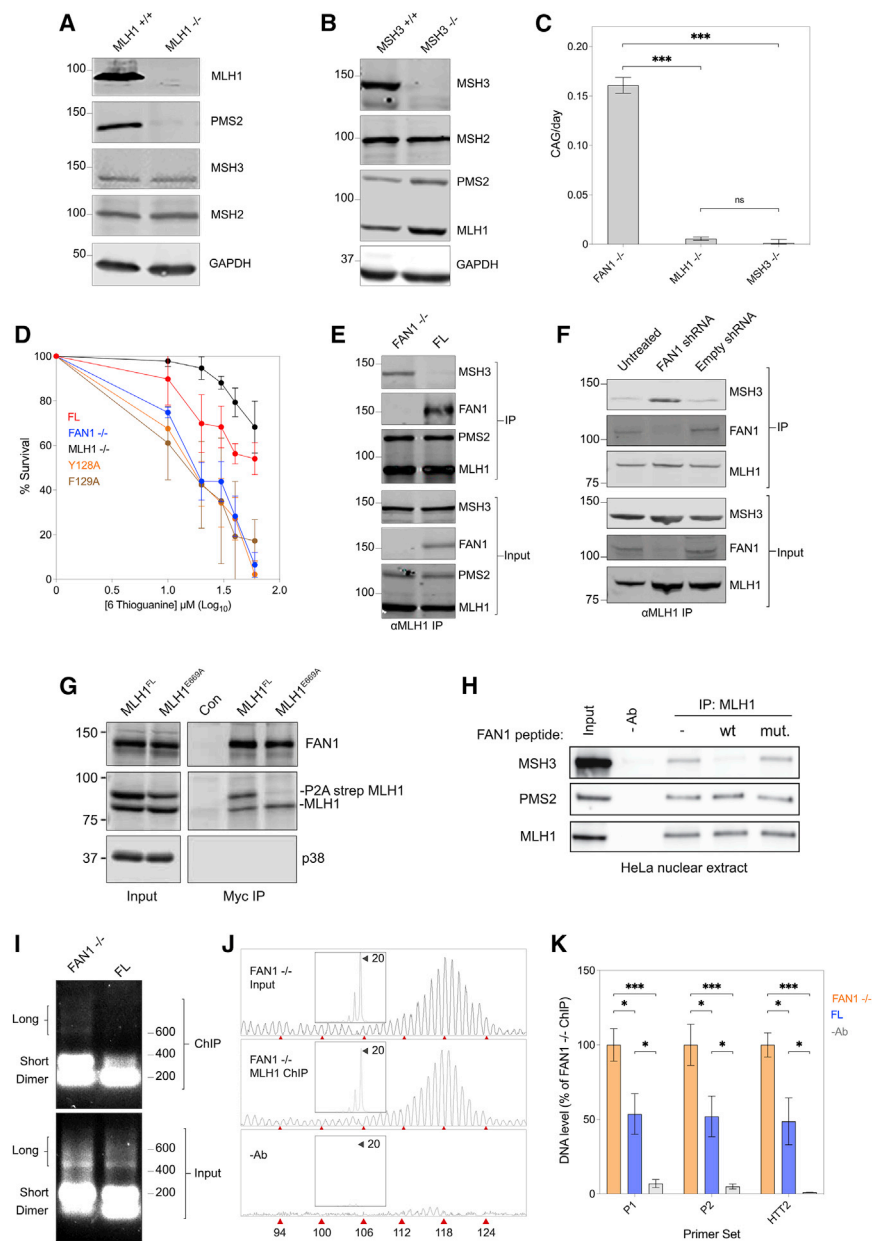 A
MLH1 +/+
MLH1 -/-
100
MLH1
150
PMS2
150
MSH3
100
MSH2
50
GAPDH
B
MSH3 +/+
MSH3 -/-
150
MSH3
100
MSH2
PMS2
100
MLH1
37
GAPDH
C
***
***
ns
0.20
0.15
0.10
0.05
0
CAG/day
FAN1 -/-
MLH1 -/-
MSH3 -/-
D
100
80
60
40
20
0
% Survival
FL
FAN1 -/-
MLH1 -/-
Y128A
F129A
0
0.5
1.0
1.5
2.0
[6 Thioguanine] µM (Log10)
E
FAN1 -/-
FL
150
MSH3
150
FAN1
IP
PMS2
100
MLH1
150
MSH3
150
FAN1
Input
PMS2
100
MLH1
αMLH1 IP
F
Untreated
FAN1 shRNA
Empty shRNA
150
MSH3
100
FAN1
IP
75
MLH1
150
MSH3
100
FAN1
Input
75
MLH1
αMLH1 IP
G
MLH1FL
MLH1E669A
Con
MLH1FL
MLH1E669A
150
FAN1
100
-P2A strep MLH1
-MLH1
75
37
p38
Input
Myc IP
H
Input
- Ab
IP: MLH1
FAN1 peptide:
-
wt
mut.
MSH3
PMS2
MLH1
HeLa nuclear extract
I
FAN1 -/-
FL
Long
600
400
Short
Dimer
200
ChIP
Long
600
400
Short
200
Dimer
Input
J
FAN1 -/-
Input
20
FAN1 -/-
MLH1 ChIP
20
-Ab
20
94
100
106
112
118
124
K
***
***
***
*
*
*
*
*
*
100
50
0
DNA level (% of FAN1 -/- ChIP)
P1
P2
HTT2
Primer Set
FAN1 -/-
FL
-Ab